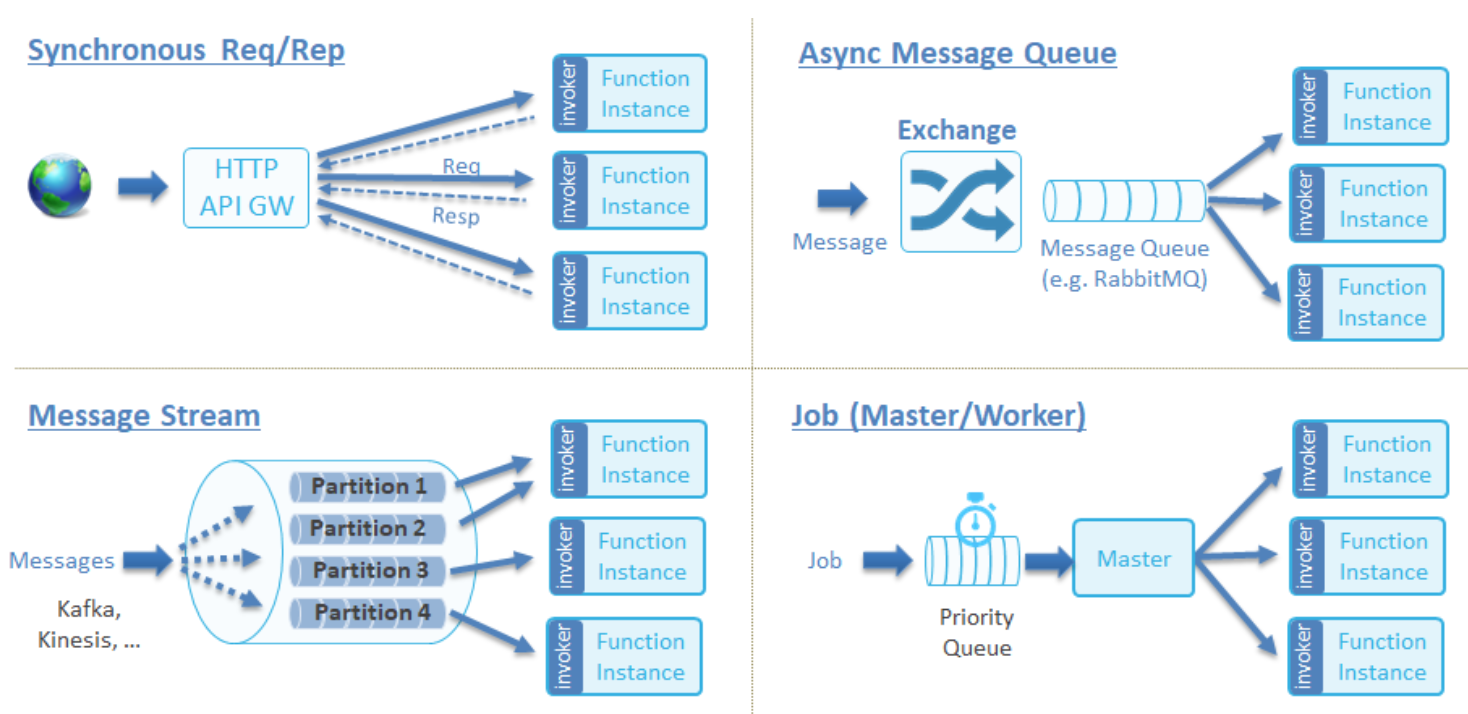 Synchronous Req/Rep
HTTP
API GW
Req
Resp
invoker
Function
Instance
invoker
Function
Instance
invoker
Function
Instance
Async Message Queue
Message
Exchange
Message Queue
(e.g. RabbitMQ)
invoker
Function
Instance
invoker
Function
Instance
invoker
Function
Instance
Message Stream
Messages
Kafka,
Kinesis, ...
Partition 1
Partition 2
Partition 3
Partition 4
invoker
Function
Instance
invoker
Function
Instance
invoker
Function
Instance
Job (Master/Worker)
Job
Priority
Queue
Master
invoker
Function
Instance
invoker
Function
Instance
invoker
Function
Instance